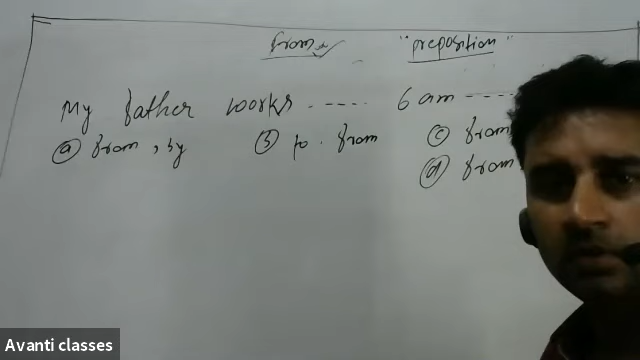 from "preposition"
My father works ..... 6 am ----
(a) from, by (b) to. from (c) from
(d) from
Avanti classes